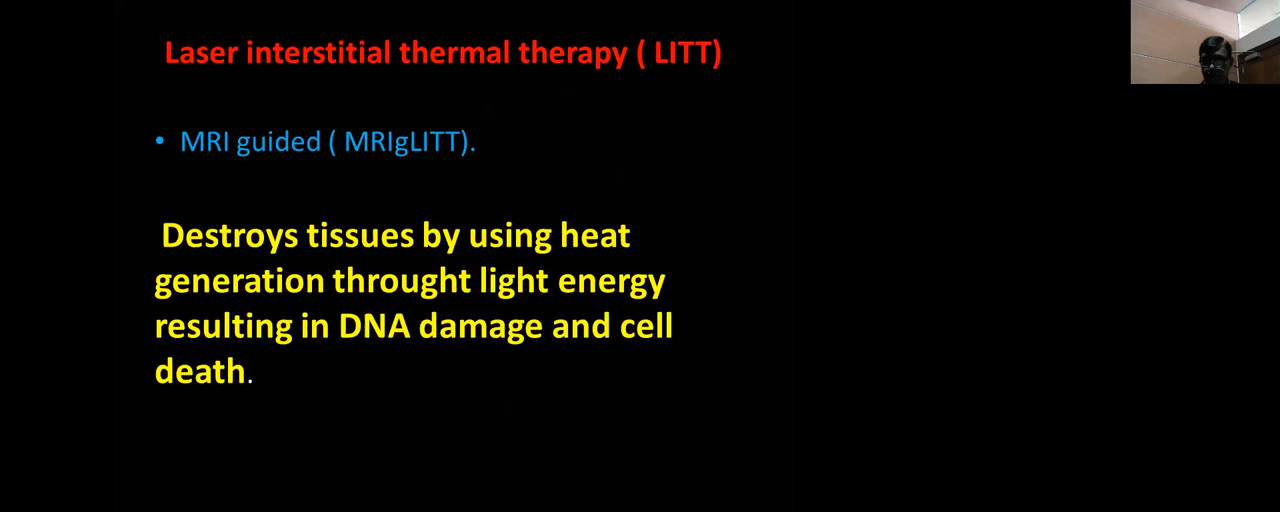 Laser interstitial thermal therapy ( LITT)
• MRI guided ( MRIgLITT).
Destroys tissues by using heat
generation throught light energy
resulting in DNA damage and cell
death.